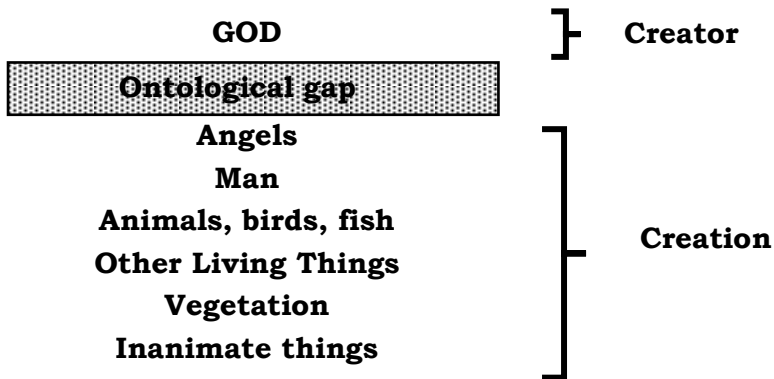 GOD
Creator
Ontological gap
Angels
Man
Animals, birds, fish
Creation
Other Living Things
Vegetation
Inanimate things